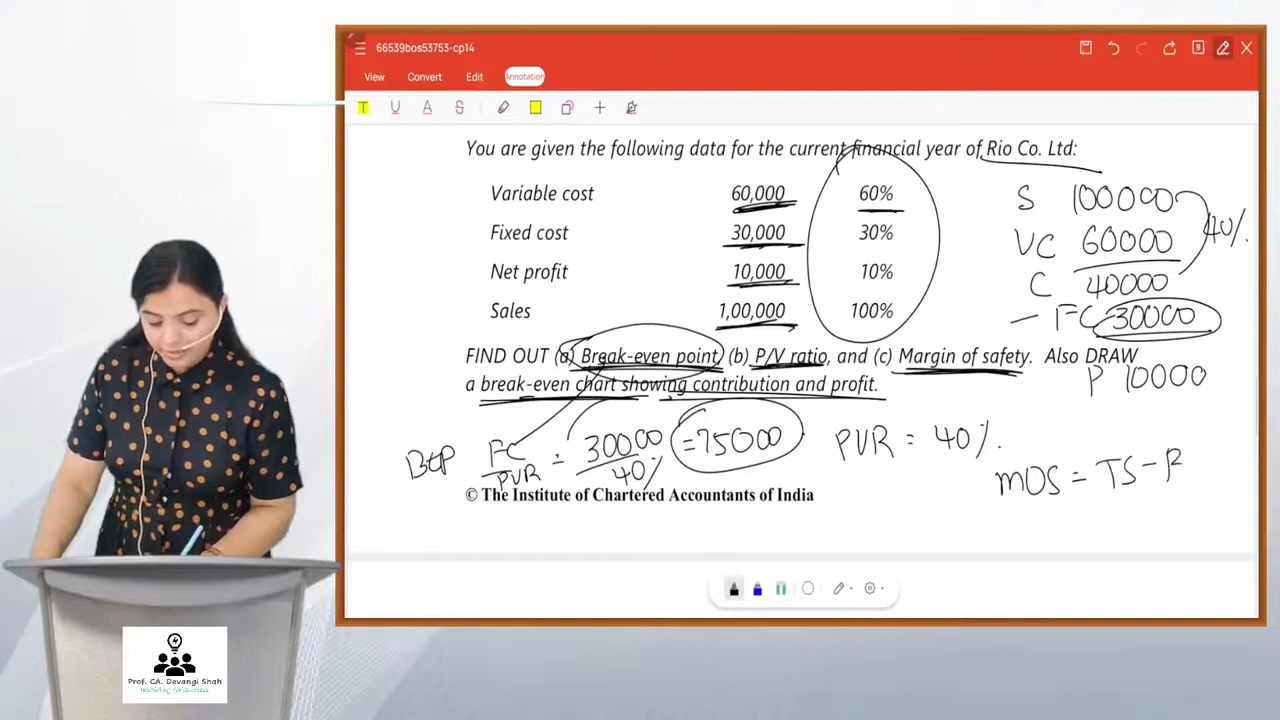 66539bos53753-cp14
9
View Convert Edit Annotation
T U A S
You are given the following data for the current financial year of Rio Co. Ltd:
Variable cost 60,000 60%
Fixed cost 30,000 30%
Net profit 10,000 10%
Sales 1,00,000 100%
S 100000
VC 60000
40%
C 40000
- FC 30000
P 10000
FIND OUT (a) Break-even point, (b) P/V ratio, and (c) Margin of safety. Also DRAW
a break-even chart showing contribution and profit.
BEP FC/PVR = 30000/40% = 75000
PVR = 40%.
MOS = TS-
© The Institute of Chartered Accountants of India
Prof. CA. Devangi Shah
Inspiring for Success